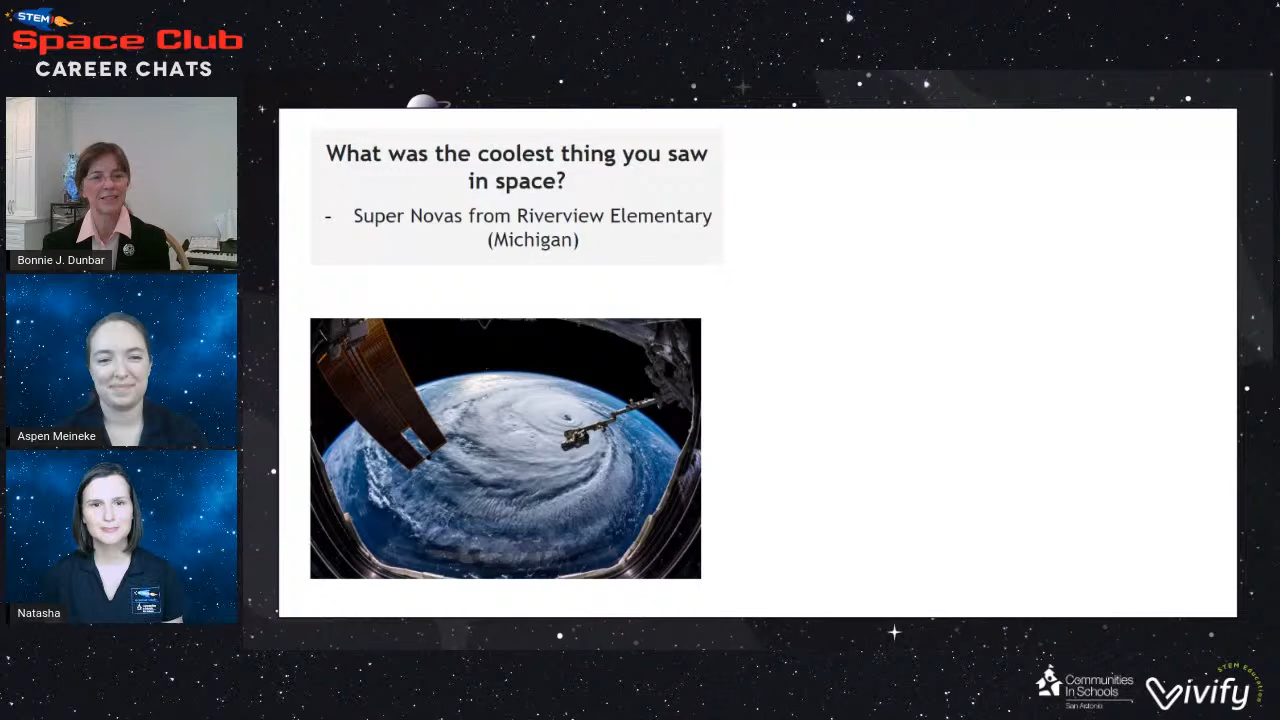 STEM
Space Club
CAREER CHATS
Bonnie J. Dunbar
Aspen Meineke
Natasha
What was the coolest thing you saw
in space?
- Super Novas from Riverview Elementary
(Michigan)
Communities
In Schools
San Antonio
Vivify
STEM Education